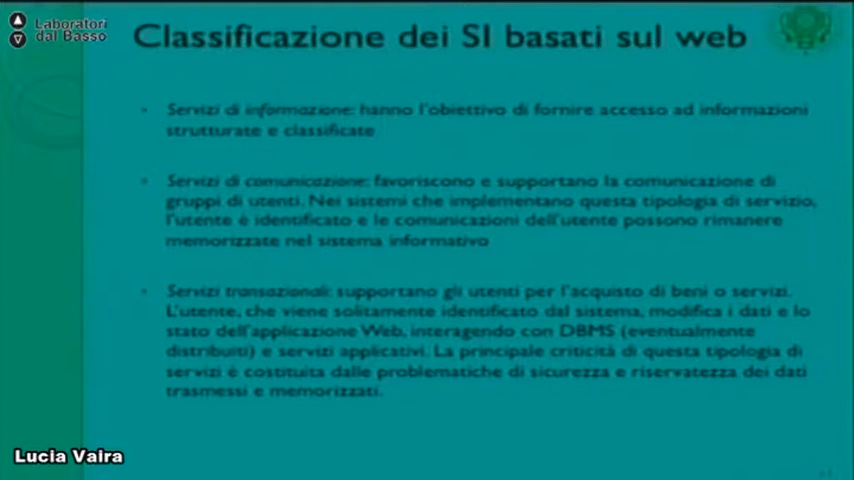 Laboratori
dal Basso
Classificazione dei SI basati sul web
• Servizi di informazione: hanno l'obiettivo di fornire accesso ad informazioni
strutturate e classificate
• Servizi di comunicazione: favoriscono e supportano la comunicazione di
gruppi di utenti. Nei sistemi che implementano questa tipologia di servizio,
l'utente è identificato e le comunicazioni dell'utente possono rimanere
memorizzate nel sistema informativo
• Servizi transazionali: supportano gli utenti per l'acquisto di beni o servizi.
L'utente, che viene solitamente identificato dal sistema, modifica i dati e lo
stato dell'applicazione Web, interagendo con DBMS (eventualmente
distribuiti) e servizi applicativi. La principale criticità di questa tipologia di
servizi è costituita dalle problematiche di sicurezza e riservatezza dei dati
trasmessi e memorizzati.
Lucia Vaira